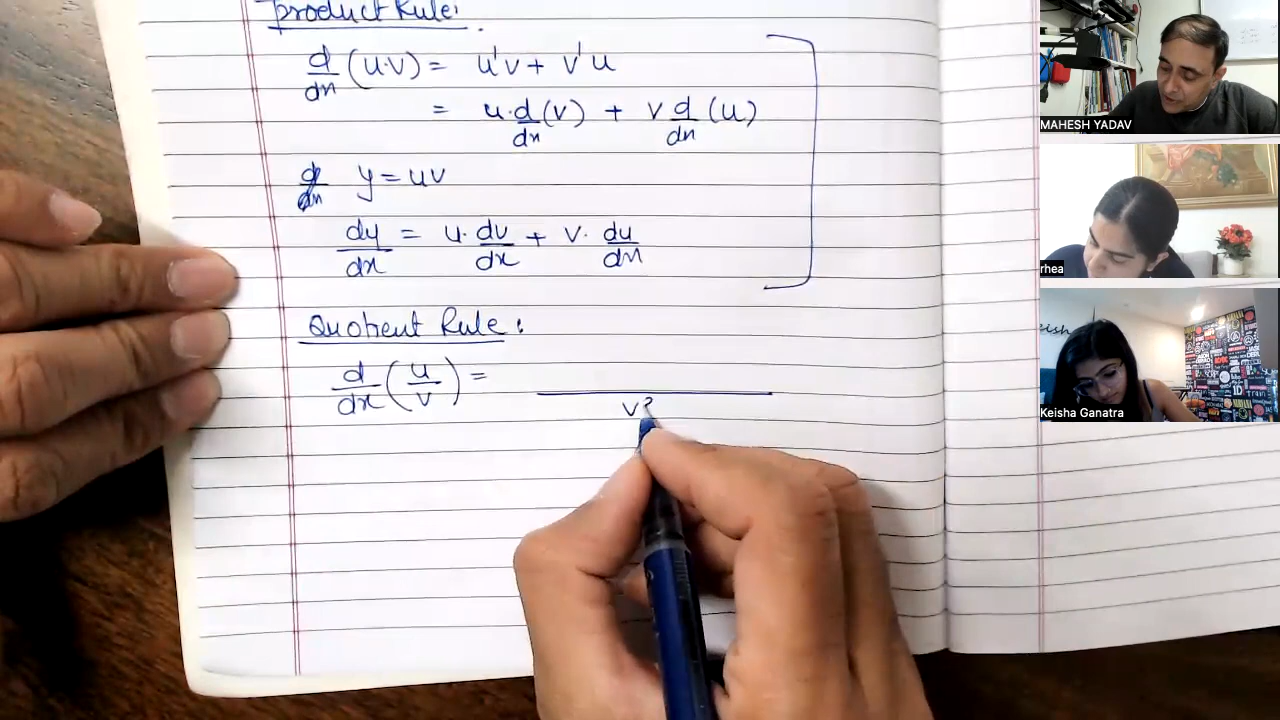 Product Rule:
d/dx (u.v) = u'v + v'u
= u. d/dx (v) + v d/dx (u)
d/dx y = uv
dy/dx = u. dv/dx + v. du/dx
Quotient Rule:
d/dx (u/v) =
v²
MAHESH YADAV
rhea
Keisha Ganatra